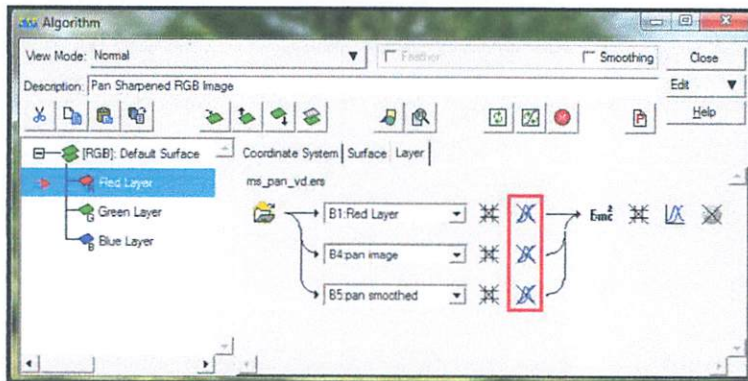 Algorithm
View Mode: Normal
Feather
Smoothing
Close
Description: Pan Sharpened RGB Image
Edit
Help
[RGB]: Default Surface
Coordinate System Surface Layer
Red Layer
ms_pan_vd.ers
Green Layer
B1:Red Layer
Emc²
Blue Layer
B4:pan image
B5:pan smoothed